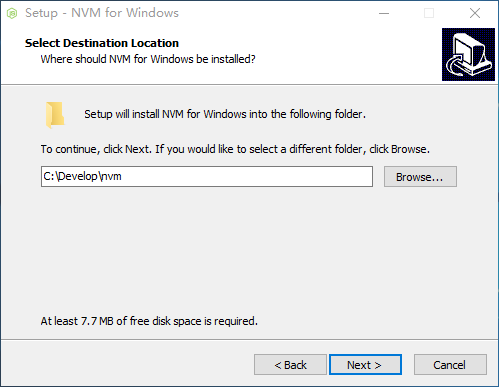 Setup - NVM for Windows
Select Destination Location
Where should NVM for Windows be installed?
Setup will install NVM for Windows into the following folder.
To continue, click Next. If you would like to select a different folder, click Browse.
C:\Develop\nvm
Browse...
At least 7.7 MB of free disk space is required.
< Back
Next >
Cancel